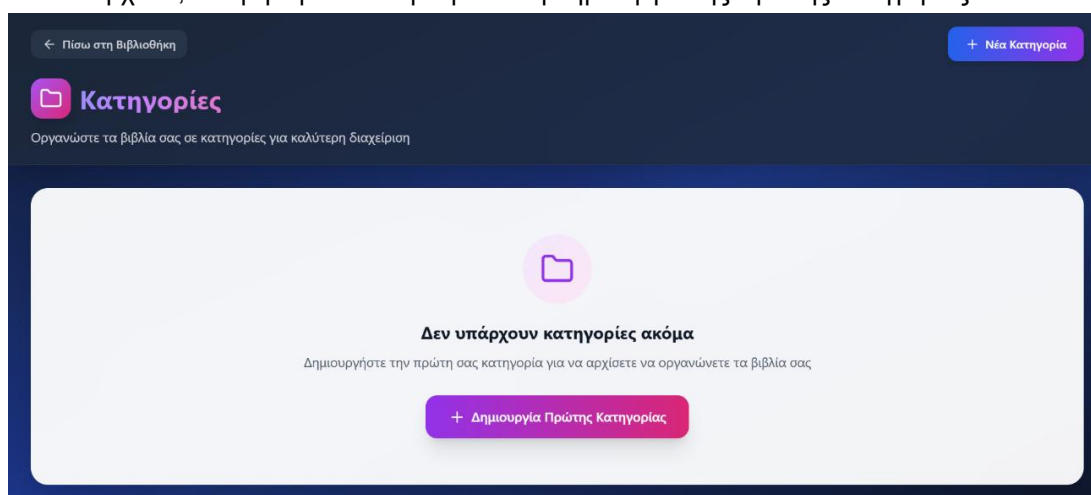 ← Πίσω στη Βιβλιοθήκη
+ Νέα Κατηγορία
Κατηγορίες
Οργανώστε τα βιβλία σας σε κατηγορίες για καλύτερη διαχείριση
Δεν υπάρχουν κατηγορίες ακόμα
Δημιουργήστε την πρώτη σας κατηγορία για να αρχίσετε να οργανώνετε τα βιβλία σας
+ Δημιουργία Πρώτης Κατηγορίας